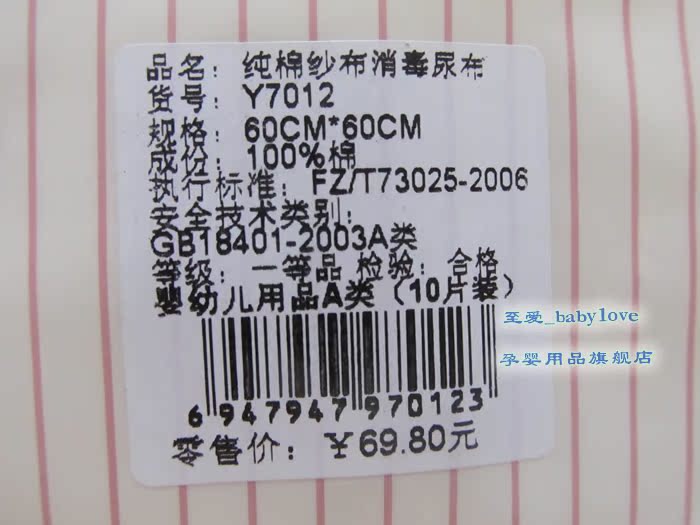 品名：纯棉纱布消毒尿布
货号：Y7012
规格：60CM*60CM
成份：100%棉
执行标准：FZ/T73025-2006
安全技术类别：
GB18401-2003A类
等级：一等品 检验：合格
婴幼儿用品A类（10片装）
6 947947 970123
零售价：￥69.80元
至爱_babylove
孕婴用品旗舰店